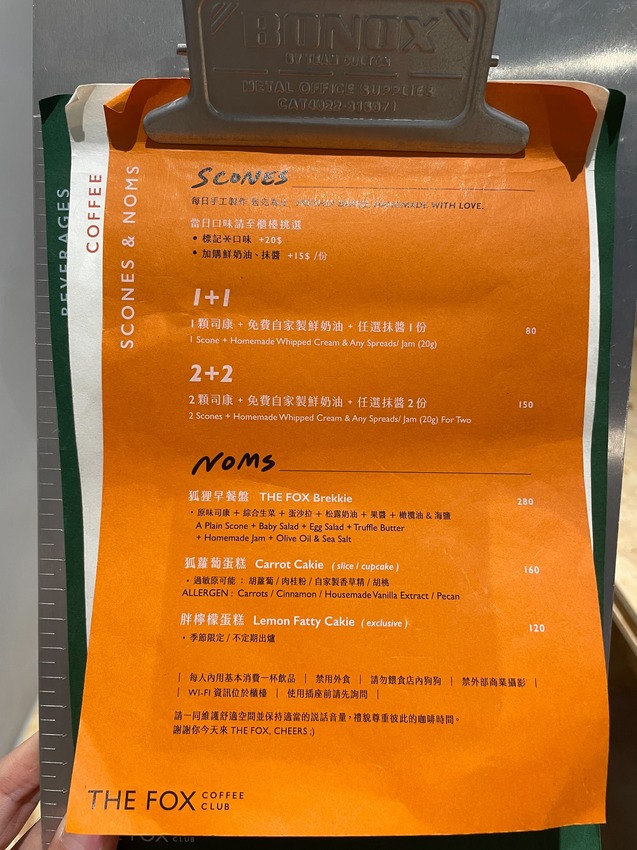 BONOX
METAL OFFICE SUPPLIES
BEVERAGES
COFFEE
SCONES & NOMS
SCONES
每日手工製作 售完為止 HOMEMADE WITH LOVE.
當日口味請至櫃檯挑選
• 標記※口味 +20$
• 加購鮮奶油、抹醬 +15$ /份
1+1
1 顆司康 + 免費自家製鮮奶油 + 任選抹醬 1 份 80
1 Scone + Homemade Whipped Cream & Any Spreads/ Jam (20g)
2+2
2 顆司康 + 免費自家製鮮奶油 + 任選抹醬 2 份 150
2 Scones + Homemade Whipped Cream & Any Spreads/ Jam (20g) For Two
NOMS
狐狸早餐盤 THE FOX Brekkie 280
・原味司康 + 綜合生菜 + 蛋沙拉 + 松露奶油 + 果醬 + 橄欖油 & 海鹽
A Plain Scone + Baby Salad + Egg Salad + Truffle Butter
+ Homemade Jam + Olive Oil & Sea Salt
狐蘿蔔蛋糕 Carrot Cakie ( slice / cupcake ) 160
・過敏原可能 : 胡蘿蔔 / 肉桂粉 / 自家製香草精 / 胡桃
ALLERGEN : Carrots / Cinnamon / Housemade Vanilla Extract / Pecan
胖檸檬蛋糕 Lemon Fatty Cakie ( exclusive ) 120
・季節限定 / 不定期出爐
| 每人內用基本消費一杯飲品 | 禁用外食 | 請勿餵食店內狗狗 | 禁外部商業攝影 |
| WI-FI 資訊位於櫃檯 | 使用插座前請先詢問 |
請一同維護舒適空間並保持適當的説話音量，禮貌尊重彼此的咖啡時間。
謝謝你今天來 THE FOX, CHEERS ;)
THE FOX COFFEE CLUB